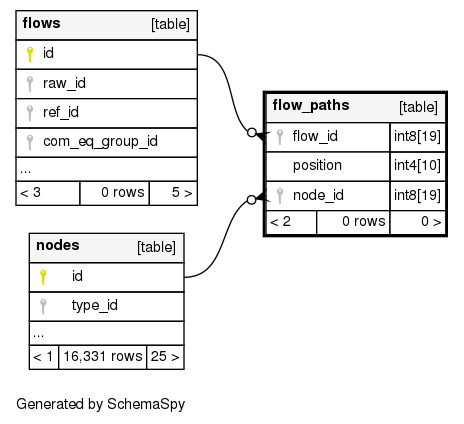 flows [table]
id
raw_id
ref_id
com_eq_group_id
...
< 3 0 rows 5 >
flow_paths [table]
flow_id int8[19]
position int4[10]
node_id int8[19]
< 2 0 rows 0 >
nodes [table]
id
type_id
...
< 1 16,331 rows 25 >
Generated by SchemaSpy